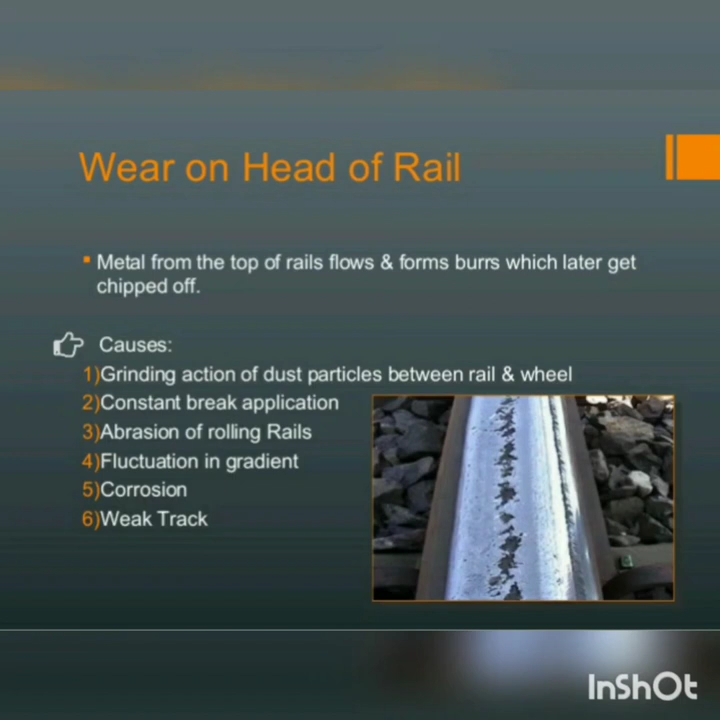 Wear on Head of Rail
▪ Metal from the top of rails flows & forms burrs which later get
chipped off.
Causes:
1)Grinding action of dust particles between rail & wheel
2)Constant break application
3)Abrasion of rolling Rails
4)Fluctuation in gradient
5)Corrosion
6)Weak Track
InShOt